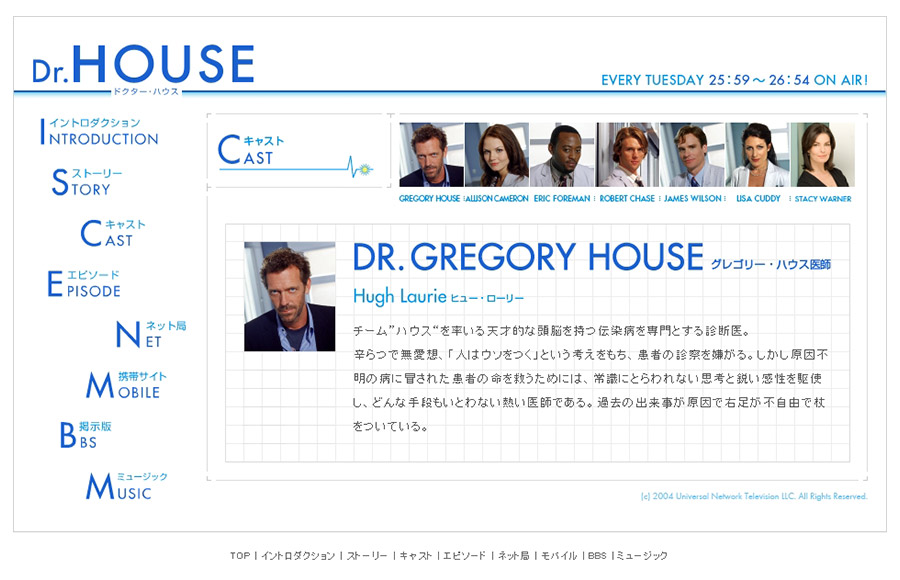 Dr.HOUSE
ドクター・ハウス
EVERY TUESDAY 25:59〜26:54 ON AIR!
イントロダクション
INTRODUCTION
ストーリー
STORY
キャスト
CAST
エピソード
EPISODE
ネット局
NET
携帯サイト
MOBILE
掲示版
BBS
ミュージック
MUSIC
キャスト
CAST
GREGORY HOUSE
ALLISON CAMERON
ERIC FOREMAN
ROBERT CHASE
JAMES WILSON
LISA CUDDY
STACY WARNER
DR. GREGORY HOUSE グレゴリー・ハウス医師
Hugh Laurie ヒュー・ローリー
チーム”ハウス“を率いる天才的な頭脳を持つ伝染病を専門とする診断医。
辛らつで無愛想、「人はウソをつく」という考えをもち、患者の診察を嫌がる。しかし原因不
明の病に冒された患者の命を救うためには、常識にとらわれない思考と鋭い感性を駆使
し、どんな手段もいとわない熱い医師である。過去の出来事が原因で右足が不自由で杖
をついている。
(c) 2004 Universal Network Television LLC. All Rights Reserved.
TOP | イントロダクション | ストーリー | キャスト | エピソード | ネット局 | モバイル | BBS | ミュージック